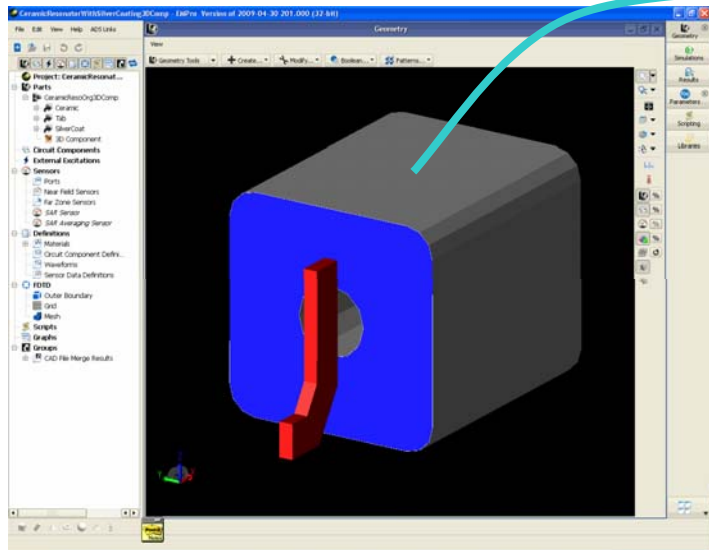 CeramicResonatorWithSilverCoating3DComp - EMPro Version of 2009-04-30 201.000 (32-bit)
File Edit View Help ADS Links
Geometry
View
Geometry Tools Create... Modify... Boolean... Patterns...
Project: CeramicResonat...
Parts
CeramicResoOrg3DComp
Ceramic
Tab
SilverCoat
3D Component
Circuit Components
External Excitations
Sensors
Ports
Near Field Sensors
Far Zone Sensors
SAR Sensor
SAR Averaging Sensor
Definitions
Materials
Circuit Component Defini...
Waveforms
Sensor Data Definitions
FDTD
Outer Boundary
Grid
Mesh
Scripts
Graphs
Groups
CAD File Merge Results
Geometry
Simulations
Results
Parameters
Scripting
Libraries